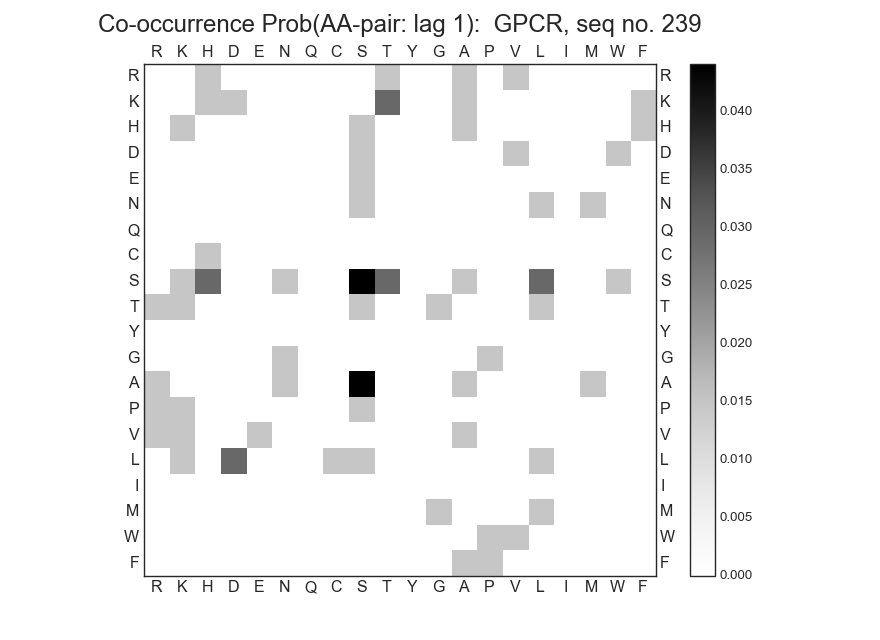 Co-occurrence Prob(AA-pair: lag 1):  GPCR, seq no. 239
R K H D E N Q C S T Y G A P V L I M W F
R R
K K 0.040
H H
D D 0.035
E E
N N 0.030
Q Q
C C
S S 0.025
T T
Y Y 0.020
G G
A A
P P 0.015
V V
L L 0.010
I I
M M 0.005
W W
F F 0.000
R K H D E N Q C S T Y G A P V L I M W F